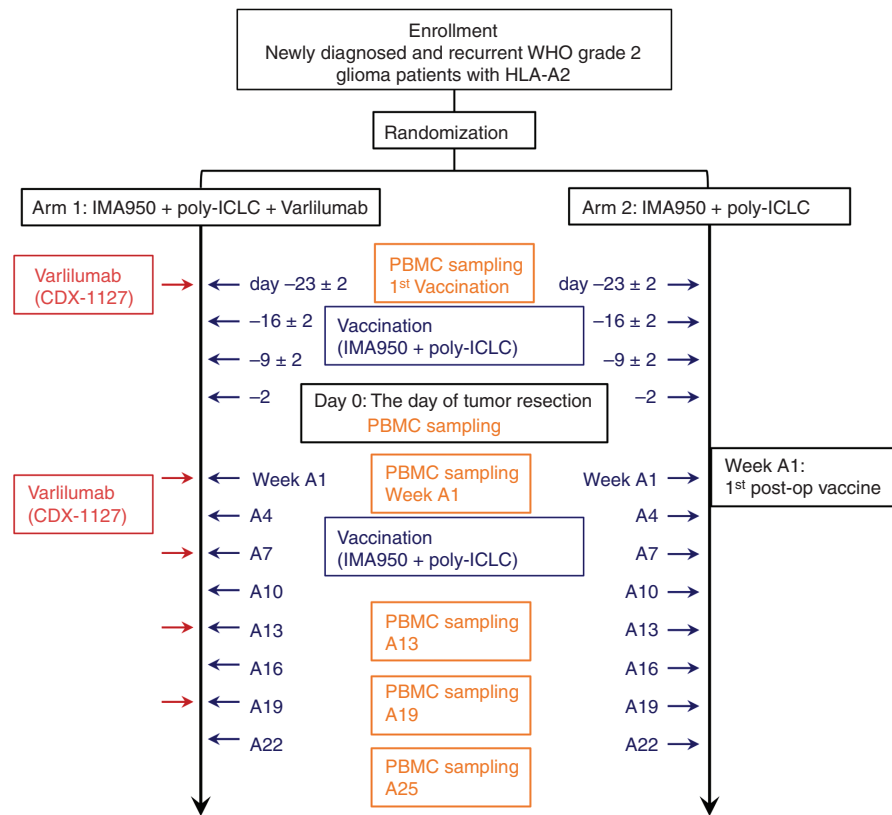 Enrollment
Newly diagnosed and recurrent WHO grade 2
glioma patients with HLA-A2
Randomization
Arm 1: IMA950 + poly-ICLC + Varlilumab
Arm 2: IMA950 + poly-ICLC
Varlilumab
(CDX-1127)
day –23 ± 2
PBMC sampling
1st Vaccination
day –23 ± 2
–16 ± 2
Vaccination
(IMA950 + poly-ICLC)
–16 ± 2
–9 ± 2
–9 ± 2
–2
Day 0: The day of tumor resection
PBMC sampling
–2
Varlilumab
(CDX-1127)
Week A1
PBMC sampling
Week A1
Week A1
Week A1:
1st post-op vaccine
A4
A4
Vaccination
(IMA950 + poly-ICLC)
A7
A7
A10
A10
A13
PBMC sampling
A13
A13
A16
A16
A19
PBMC sampling
A19
A19
A22
A22
PBMC sampling
A25